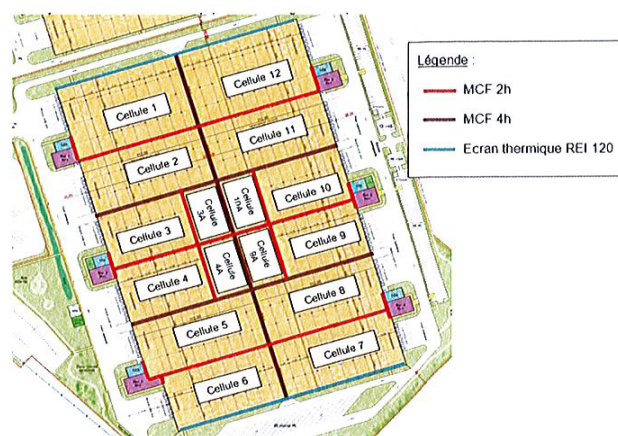 Légende :
MCF 2h
MCF 4h
Ecran thermique REI 120
Cellule 12
Cellule 1
Cellule 11
Cellule 2
Cellule 10
Cellule 10A
Cellule 3A
Cellule 3
Cellule 9
Cellule 9A
Cellule 4A
Cellule 4
Cellule 8
Cellule 5
Cellule 7
Cellule 6